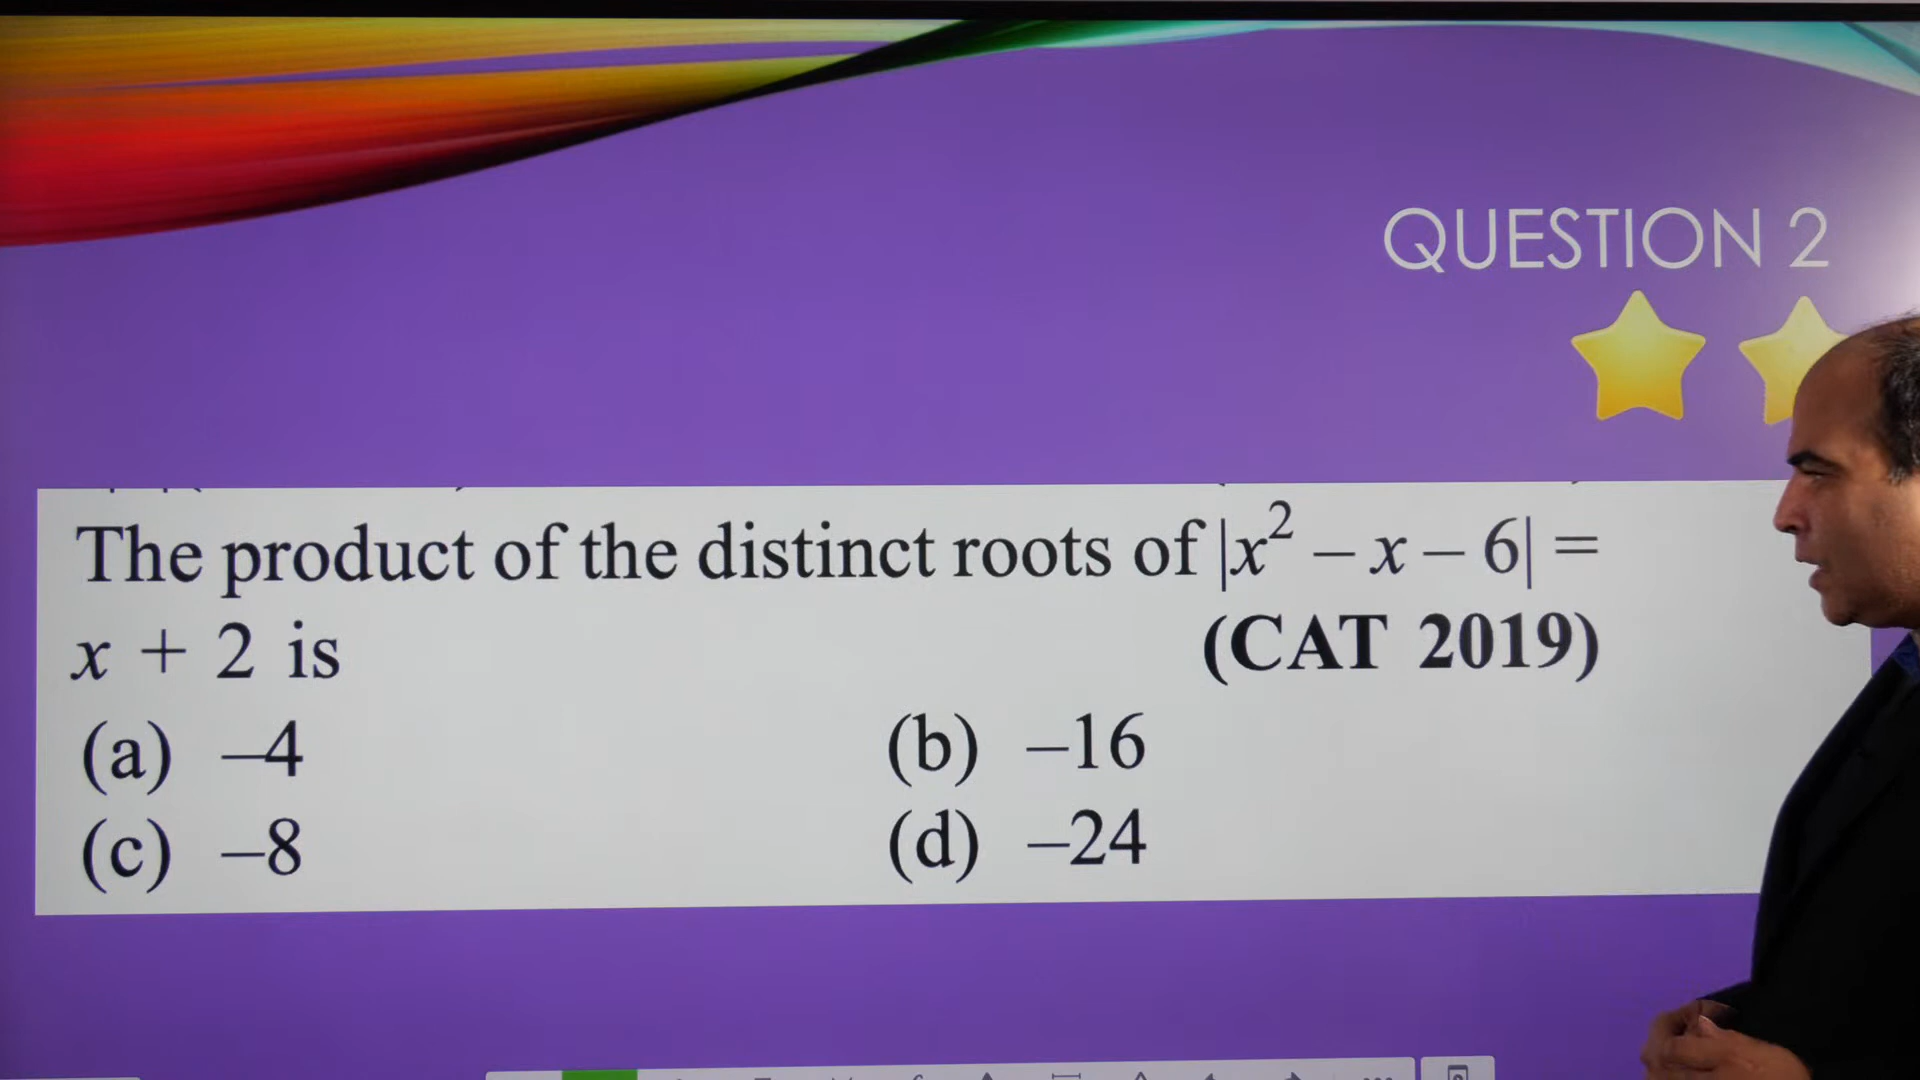 QUESTION 2
The product of the distinct roots of |x² – x – 6| =
x + 2 is (CAT 2019)
(a) –4 (b) –16
(c) –8 (d) –24